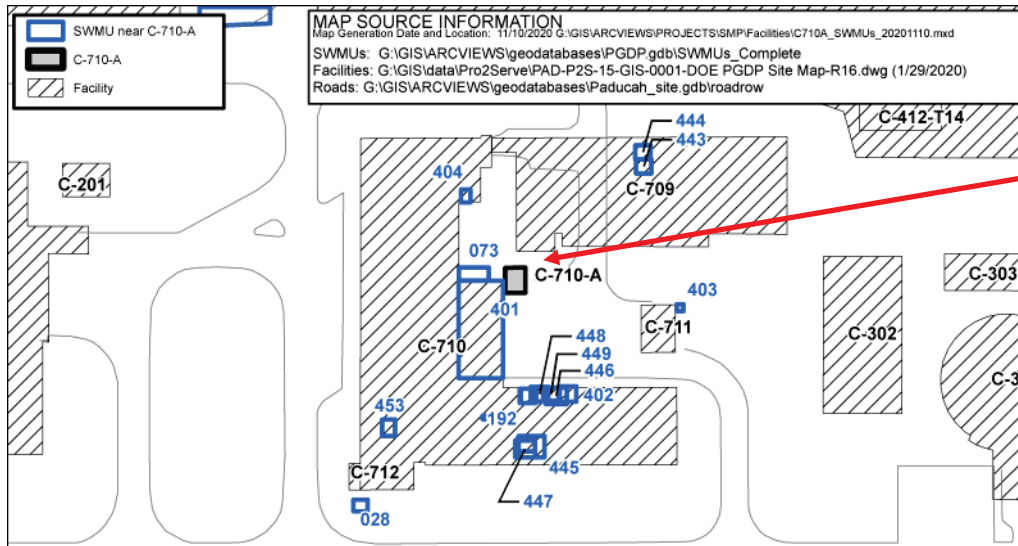 SWMU near C-710-A
C-710-A
Facility
MAP SOURCE INFORMATION
Map Generation Date and Location: 11/10/2020 G:\GIS\ARCVIEWS\PROJECTS\SMP\Facilities\C710A_SWMUs_20201110.mxd
SWMUs: G:\GIS\ARCVIEWS\geodatabases\PGDP.gdb\SWMUs_Complete
Facilities: G:\GIS\data\Pro2Serve\PAD-P2S-15-GIS-0001-DOE PGDP Site Map-R16.dwg (1/29/2020)
Roads: G:\GIS\ARCVIEWS\geodatabases\Paducah_site.gdb\roadrow
C-412-T14
444
443
C-709
C-201
404
073
C-710-A
C-303
401
403
C-711
C-302
C-710
448
449
446
402
C-3
453
192
445
C-712
447
028